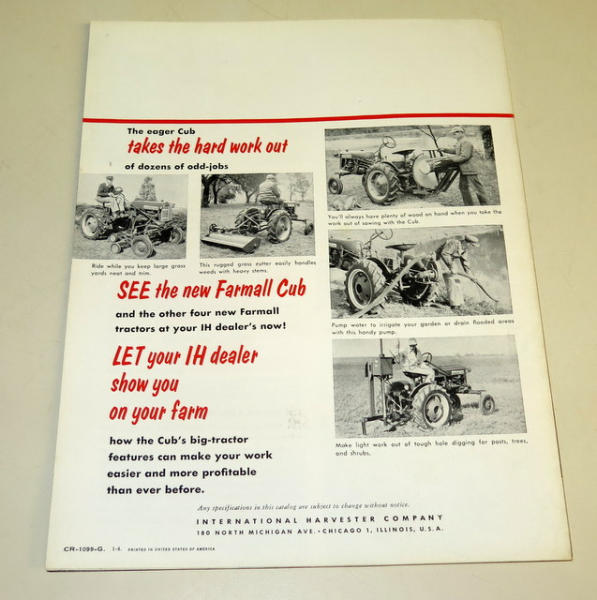 The eager Cub
takes the hard work out
of dozens of odd-jobs
Ride while you keep large grass
yards neat and trim.
This rugged grass cutter easily handles
weeds with heavy stems.
SEE the new Farmall Cub
and the other four new Farmall
tractors at your IH dealer's now!
LET your IH dealer
show you
on your farm
how the Cub's big-tractor
features can make your work
easier and more profitable
than ever before.
You'll always have plenty of wood on hand when you take the
work out of sawing with the Cub.
Pump water to irrigate your garden or drain flooded areas
with this handy pump.
Make light work out of tough hole digging for posts, trees,
and shrubs.
Any specifications in this catalog are subject to change without notice.
INTERNATIONAL HARVESTER COMPANY
180 NORTH MICHIGAN AVE. • CHICAGO 1, ILLINOIS, U.S.A.
CR-1099-G. 1-4. PRINTED IN UNITED STATES OF AMERICA